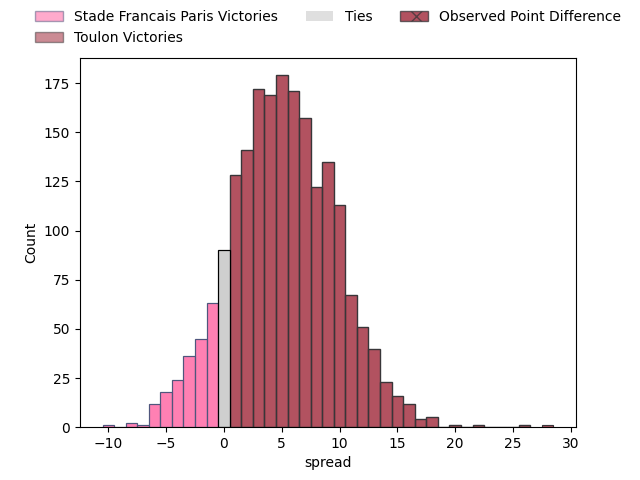 Stade Francais Paris Victories
Ties
Observed Point Difference
Toulon Victories
175
150
125
100
75
50
25
0
Count
−10
−5
0
5
10
15
20
25
30
spread